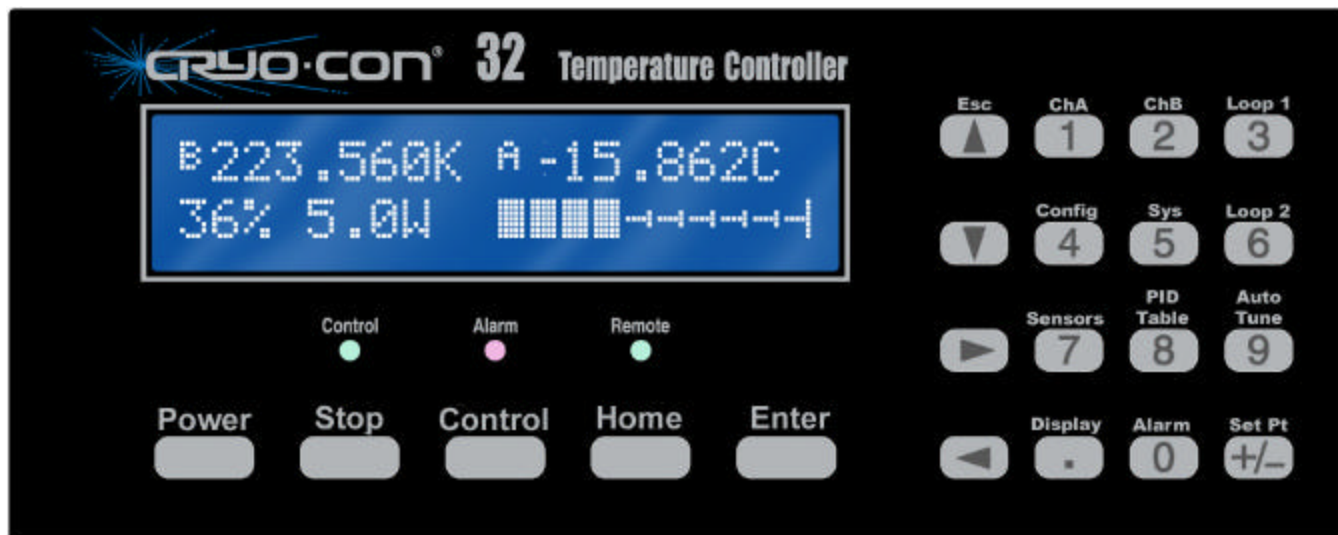 CRYO·CON® 32 Temperature Controller
B223.560K A -15.862C
36% 5.0W
Control Alarm Remote
Power Stop Control Home Enter
Esc ChA ChB Loop 1
1 2 3
Config Sys Loop 2
4 5 6
Sensors PID Table Auto Tune
7 8 9
Display Alarm Set Pt
. 0 +/-